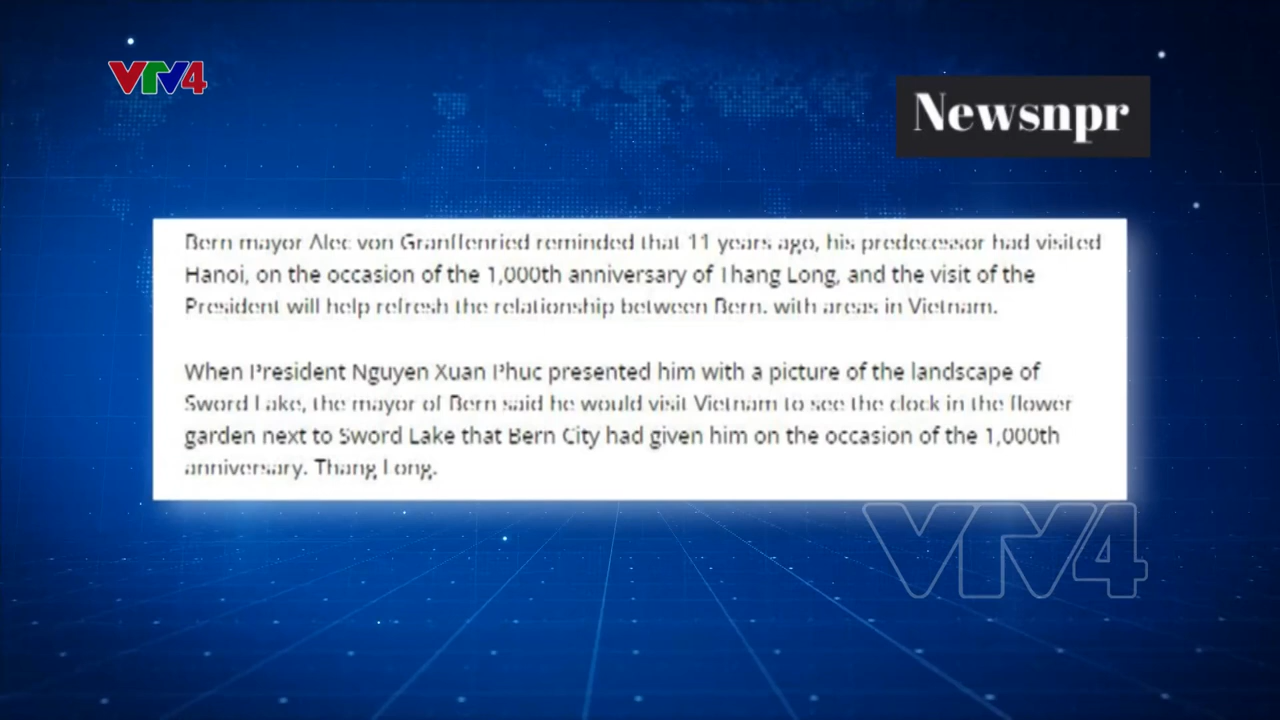 VTV4
Newsnpr
Bern mayor Alec von Graffenried reminded that 11 years ago, his predecessor had visited
Hanoi, on the occasion of the 1,000th anniversary of Thang Long, and the visit of the
President will help refresh the relationship between Bern. with areas in Vietnam.
When President Nguyen Xuan Phuc presented him with a picture of the landscape of
Sword Lake, the mayor of Bern said he would visit Vietnam to see the clock in the flower
garden next to Sword Lake that Bern City had given him on the occasion of the 1,000th
anniversary. Thang Long.
VTV4